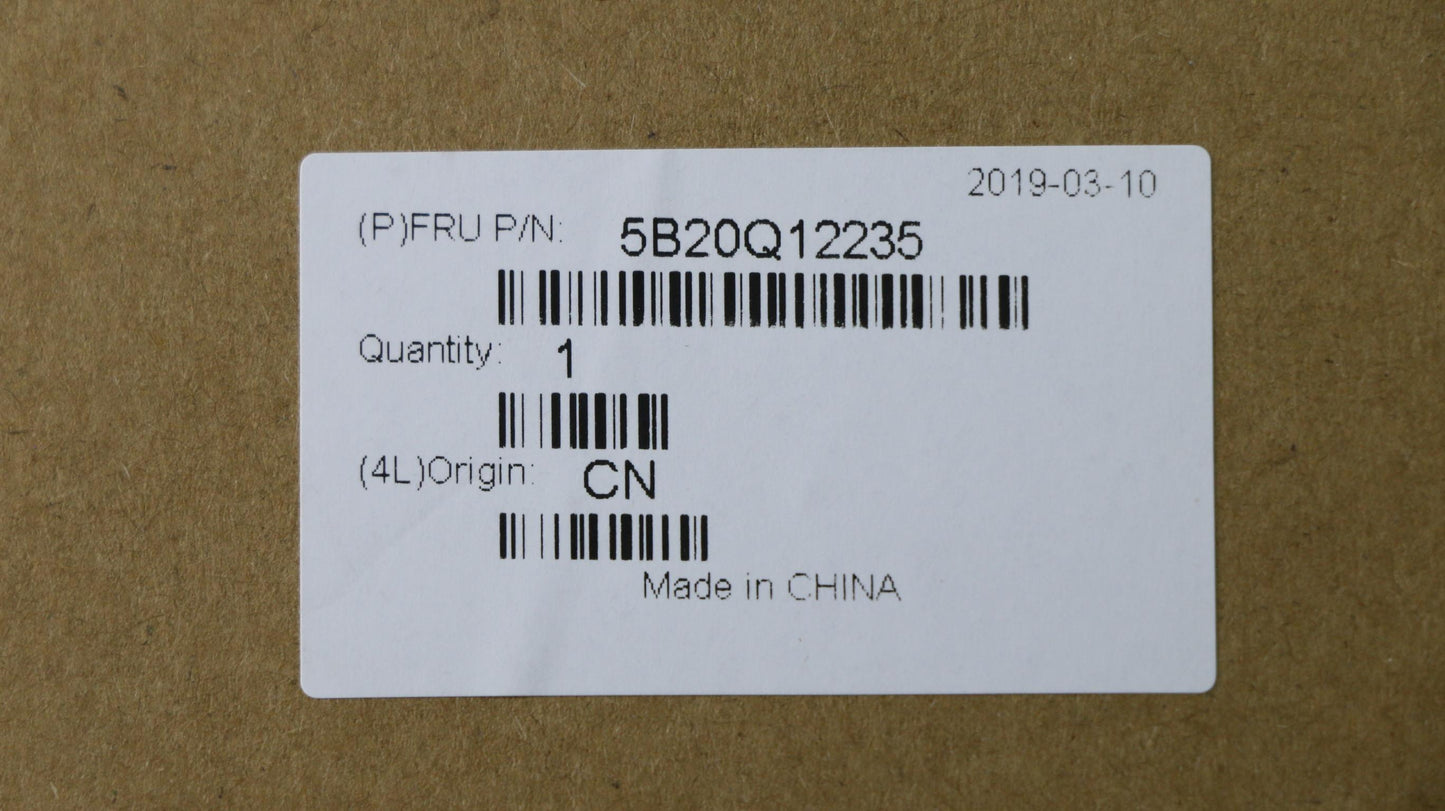 2019-03-10
(P)FRU P/N: 5B20Q12235
Quantity: 1
(4L)Origin: CN
Made in CHINA